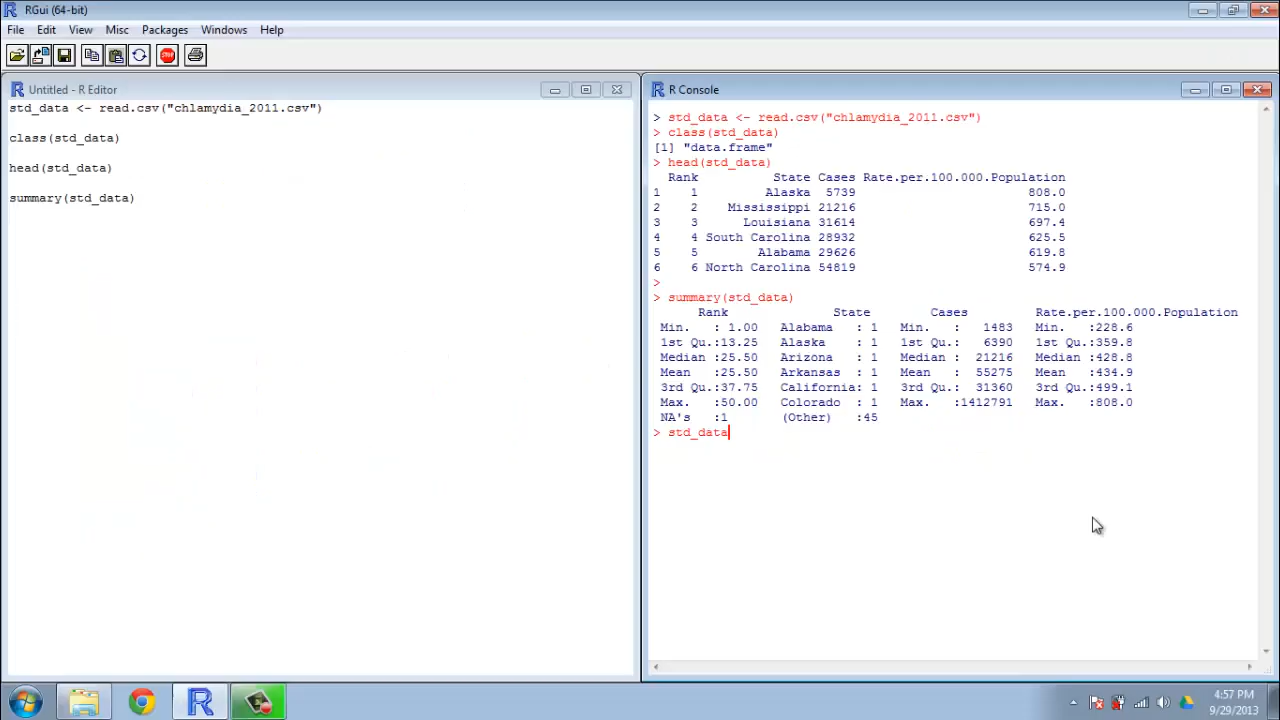 RGui (64-bit)
File Edit View Misc Packages Windows Help
STOP
Untitled - R Editor
std_data <- read.csv("chlamydia_2011.csv")
class(std_data)
head(std_data)
summary(std_data)
R Console
> std_data <- read.csv("chlamydia_2011.csv")
> class(std_data)
[1] "data.frame"
> head(std_data)
  Rank          State Cases Rate.per.100.000.Population
1    1         Alaska  5739                       808.0
2    2    Mississippi 21216                       715.0
3    3      Louisiana 31614                       697.4
4    4 South Carolina 28932                       625.5
5    5        Alabama 29626                       619.8
6    6 North Carolina 54819                       574.9
>
> summary(std_data)
      Rank              State        Cases         Rate.per.100.000.Population
 Min.   : 1.00   Alabama   : 1   Min.   :   1483   Min.   :228.6
 1st Qu.:13.25   Alaska    : 1   1st Qu.:   6390   1st Qu.:359.8
 Median :25.50   Arizona   : 1   Median :  21216   Median :428.8
 Mean   :25.50   Arkansas  : 1   Mean   :  55275   Mean   :434.9
 3rd Qu.:37.75   California: 1   3rd Qu.:  31360   3rd Qu.:499.1
 Max.   :50.00   Colorado  : 1   Max.   :1412791   Max.   :808.0
 NA's   :1       (Other)   :45
> std_data
4:57 PM
9/29/2013